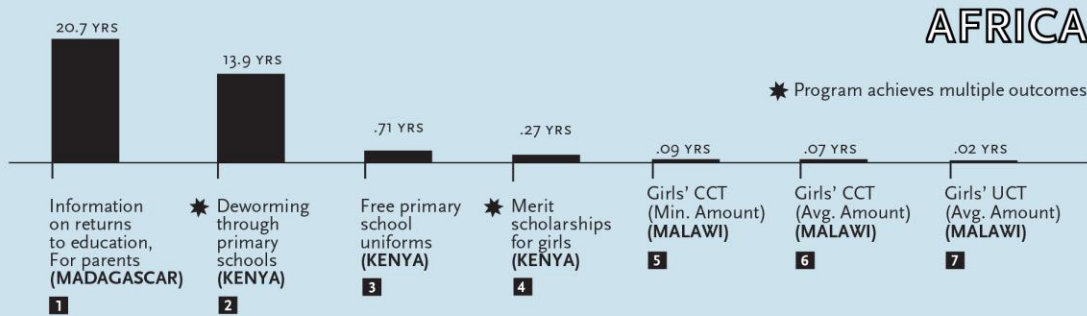 AFRICA
✷ Program achieves multiple outcomes
20.7 YRS
13.9 YRS
.71 YRS
.27 YRS
.09 YRS
.07 YRS
.02 YRS
Information
on returns
to education,
For parents
(MADAGASCAR)
1
✷ Deworming
through
primary
schools
(KENYA)
2
Free primary
school
uniforms
(KENYA)
3
✷ Merit
scholarships
for girls
(KENYA)
4
Girls' CCT
(Min. Amount)
(MALAWI)
5
Girls' CCT
(Avg. Amount)
(MALAWI)
6
Girls' UCT
(Avg. Amount)
(MALAWI)
7